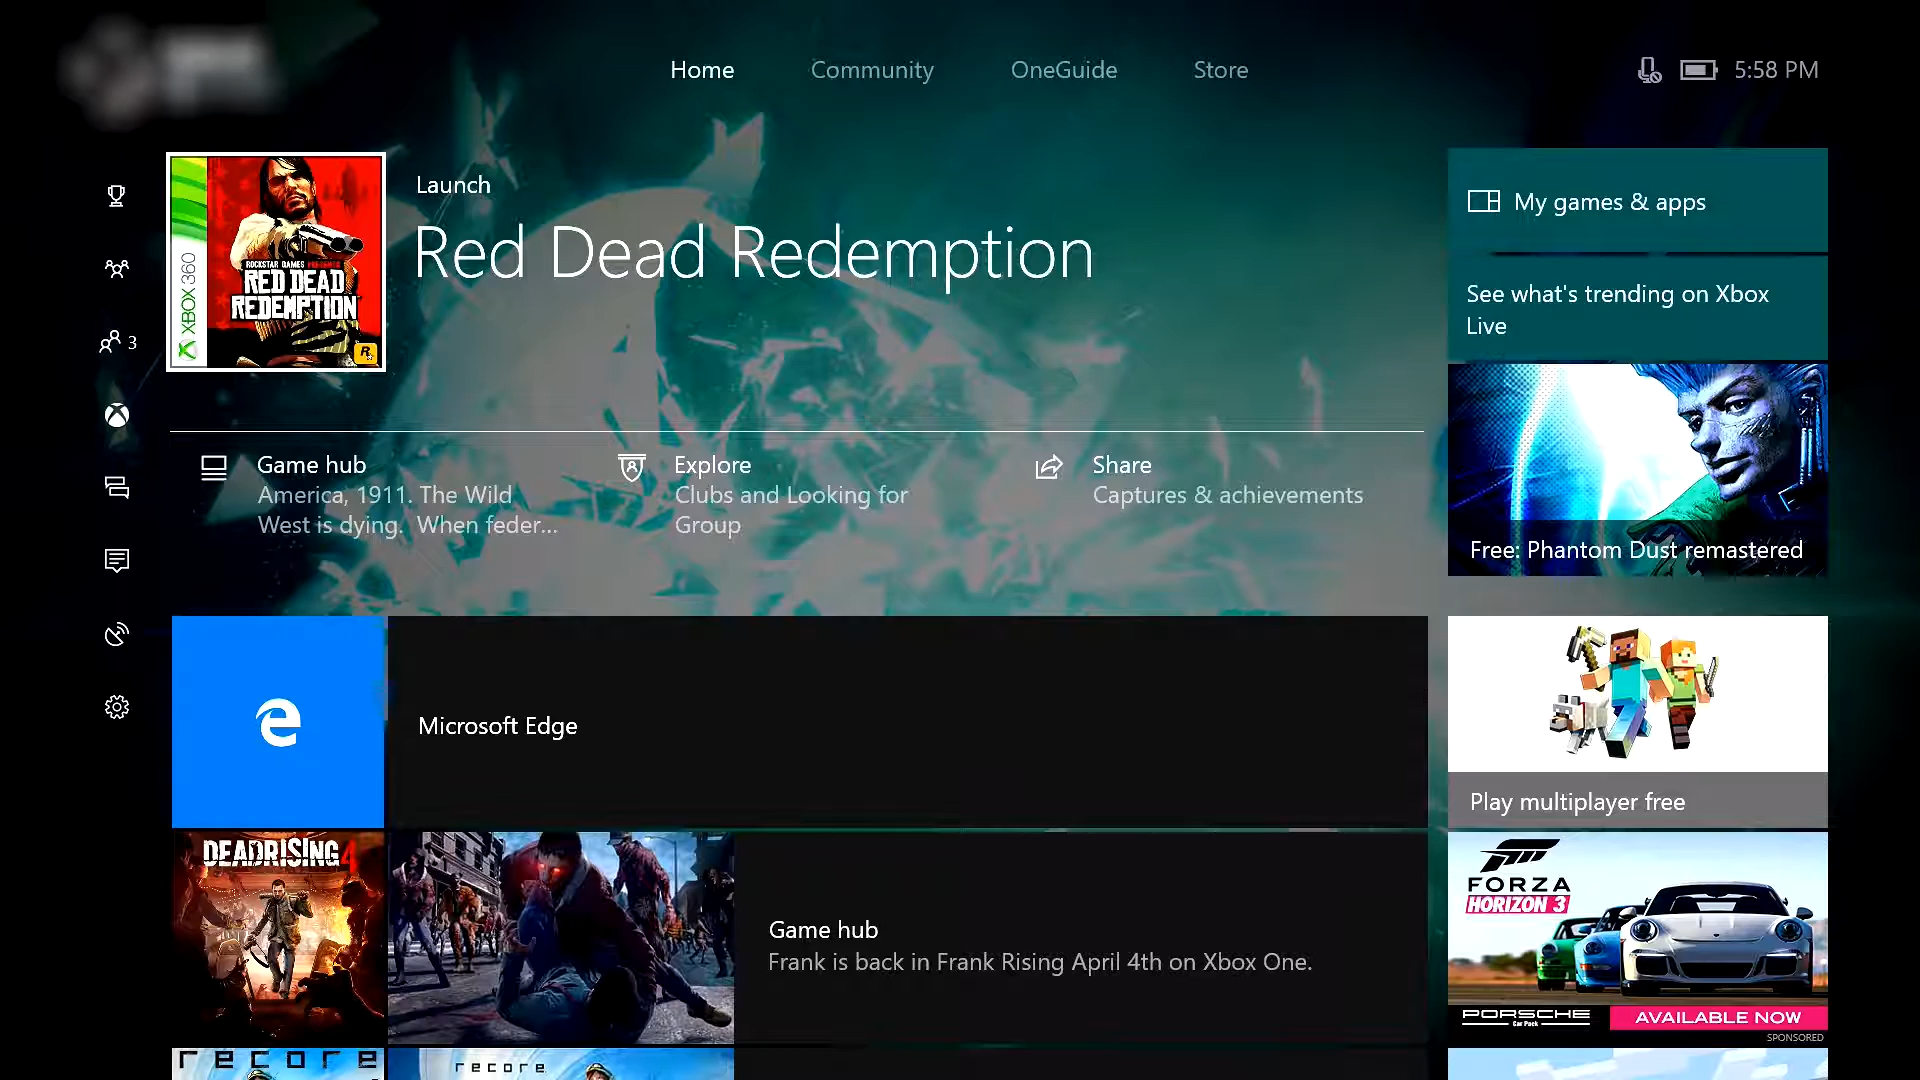 Home Community OneGuide Store
5:58 PM
XBOX 360
ROCKSTAR GAMES PRESENTS
RED DEAD
REDEMPTION
R
Launch
Red Dead Redemption
3
Game hub
America, 1911. The Wild
West is dying. When feder...
Explore
Clubs and Looking for
Group
Share
Captures & achievements
My games & apps
See what's trending on Xbox
Live
Free: Phantom Dust remastered
Microsoft Edge
Play multiplayer free
DEADRISING 4
Game hub
Frank is back in Frank Rising April 4th on Xbox One.
FORZA
HORIZON 3
PORSCHE
Car Pack
AVAILABLE NOW
SPONSORED
recore
recore